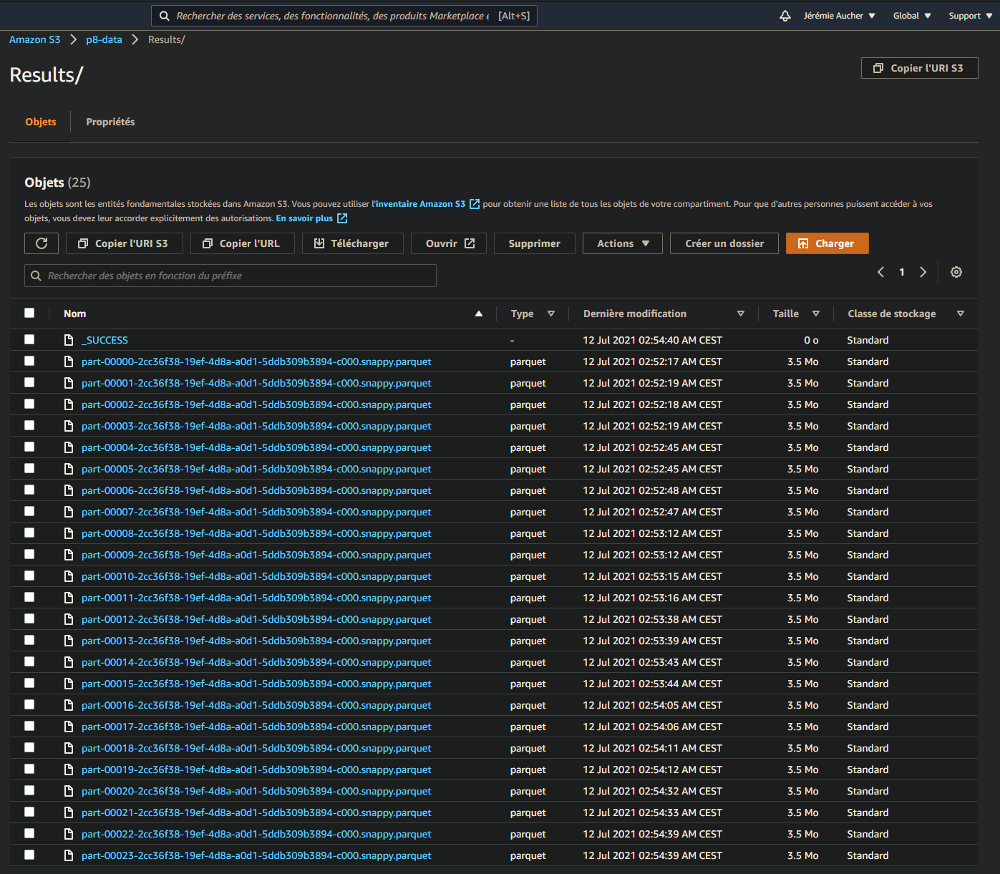 Rechercher des services, des fonctionnalités, des produits Marketplace e [Alt+S] Jérémie Aucher Global Support
Amazon S3 p8-data Results/
Results/
Copier l'URI S3
Objets Propriétés
Objets (25)
Les objets sont les entités fondamentales stockées dans Amazon S3. Vous pouvez utiliser l'inventaire Amazon S3 pour obtenir une liste de tous les objets de votre compartiment. Pour que d'autres personnes puissent accéder à vos
objets, vous devez leur accorder explicitement des autorisations. En savoir plus
Copier l'URI S3 Copier l'URL Télécharger Ouvrir Supprimer Actions Créer un dossier Charger
Rechercher des objets en fonction du préfixe 1
Nom Type Dernière modification Taille Classe de stockage
_SUCCESS - 12 Jul 2021 02:54:40 AM CEST 0 o Standard
part-00000-2cc36f38-19ef-4d8a-a0d1-5ddb309b3894-c000.snappy.parquet parquet 12 Jul 2021 02:52:17 AM CEST 3.5 Mo Standard
part-00001-2cc36f38-19ef-4d8a-a0d1-5ddb309b3894-c000.snappy.parquet parquet 12 Jul 2021 02:52:19 AM CEST 3.5 Mo Standard
part-00002-2cc36f38-19ef-4d8a-a0d1-5ddb309b3894-c000.snappy.parquet parquet 12 Jul 2021 02:52:18 AM CEST 3.5 Mo Standard
part-00003-2cc36f38-19ef-4d8a-a0d1-5ddb309b3894-c000.snappy.parquet parquet 12 Jul 2021 02:52:19 AM CEST 3.5 Mo Standard
part-00004-2cc36f38-19ef-4d8a-a0d1-5ddb309b3894-c000.snappy.parquet parquet 12 Jul 2021 02:52:45 AM CEST 3.5 Mo Standard
part-00005-2cc36f38-19ef-4d8a-a0d1-5ddb309b3894-c000.snappy.parquet parquet 12 Jul 2021 02:52:45 AM CEST 3.5 Mo Standard
part-00006-2cc36f38-19ef-4d8a-a0d1-5ddb309b3894-c000.snappy.parquet parquet 12 Jul 2021 02:52:48 AM CEST 3.5 Mo Standard
part-00007-2cc36f38-19ef-4d8a-a0d1-5ddb309b3894-c000.snappy.parquet parquet 12 Jul 2021 02:52:47 AM CEST 3.5 Mo Standard
part-00008-2cc36f38-19ef-4d8a-a0d1-5ddb309b3894-c000.snappy.parquet parquet 12 Jul 2021 02:53:12 AM CEST 3.5 Mo Standard
part-00009-2cc36f38-19ef-4d8a-a0d1-5ddb309b3894-c000.snappy.parquet parquet 12 Jul 2021 02:53:12 AM CEST 3.5 Mo Standard
part-00010-2cc36f38-19ef-4d8a-a0d1-5ddb309b3894-c000.snappy.parquet parquet 12 Jul 2021 02:53:15 AM CEST 3.5 Mo Standard
part-00011-2cc36f38-19ef-4d8a-a0d1-5ddb309b3894-c000.snappy.parquet parquet 12 Jul 2021 02:53:16 AM CEST 3.5 Mo Standard
part-00012-2cc36f38-19ef-4d8a-a0d1-5ddb309b3894-c000.snappy.parquet parquet 12 Jul 2021 02:53:38 AM CEST 3.5 Mo Standard
part-00013-2cc36f38-19ef-4d8a-a0d1-5ddb309b3894-c000.snappy.parquet parquet 12 Jul 2021 02:53:39 AM CEST 3.5 Mo Standard
part-00014-2cc36f38-19ef-4d8a-a0d1-5ddb309b3894-c000.snappy.parquet parquet 12 Jul 2021 02:53:43 AM CEST 3.5 Mo Standard
part-00015-2cc36f38-19ef-4d8a-a0d1-5ddb309b3894-c000.snappy.parquet parquet 12 Jul 2021 02:53:44 AM CEST 3.5 Mo Standard
part-00016-2cc36f38-19ef-4d8a-a0d1-5ddb309b3894-c000.snappy.parquet parquet 12 Jul 2021 02:54:05 AM CEST 3.5 Mo Standard
part-00017-2cc36f38-19ef-4d8a-a0d1-5ddb309b3894-c000.snappy.parquet parquet 12 Jul 2021 02:54:06 AM CEST 3.5 Mo Standard
part-00018-2cc36f38-19ef-4d8a-a0d1-5ddb309b3894-c000.snappy.parquet parquet 12 Jul 2021 02:54:11 AM CEST 3.5 Mo Standard
part-00019-2cc36f38-19ef-4d8a-a0d1-5ddb309b3894-c000.snappy.parquet parquet 12 Jul 2021 02:54:12 AM CEST 3.5 Mo Standard
part-00020-2cc36f38-19ef-4d8a-a0d1-5ddb309b3894-c000.snappy.parquet parquet 12 Jul 2021 02:54:32 AM CEST 3.5 Mo Standard
part-00021-2cc36f38-19ef-4d8a-a0d1-5ddb309b3894-c000.snappy.parquet parquet 12 Jul 2021 02:54:33 AM CEST 3.5 Mo Standard
part-00022-2cc36f38-19ef-4d8a-a0d1-5ddb309b3894-c000.snappy.parquet parquet 12 Jul 2021 02:54:39 AM CEST 3.5 Mo Standard
part-00023-2cc36f38-19ef-4d8a-a0d1-5ddb309b3894-c000.snappy.parquet parquet 12 Jul 2021 02:54:39 AM CEST 3.5 Mo Standard